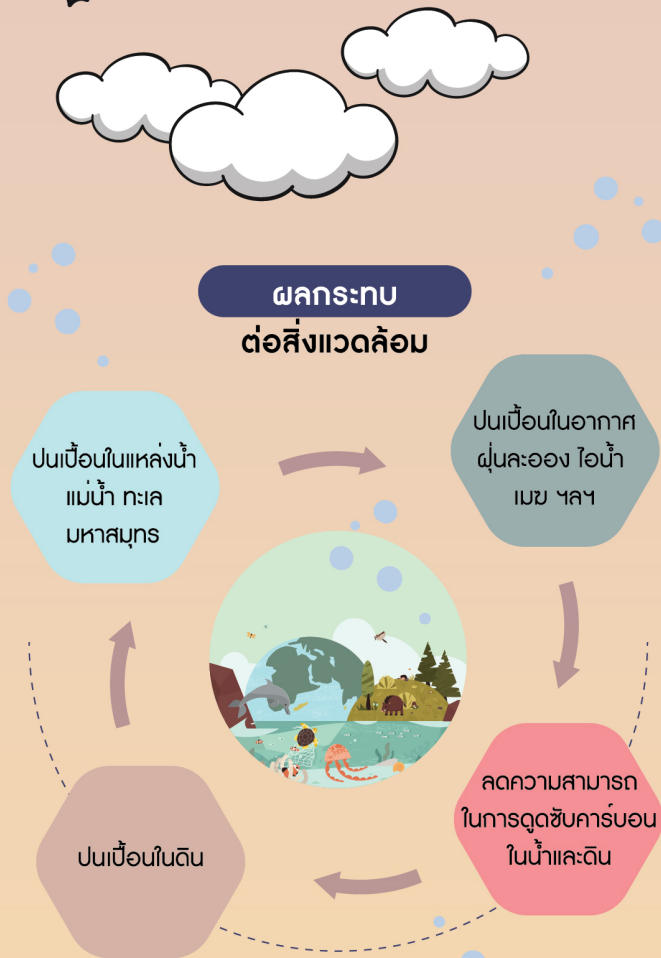 ผลกระทบ
ต่อสิ่งแวดล้อม
ปนเปื้อนในแหล่งน้ำ
แม่น้ำ ทะเล
มหาสมุทร
ปนเปื้อนในอากาศ
ฝุ่นละออง ไอน้ำ
เมฆ ฯลฯ
ลดความสามารถ
ในการดูดซับคาร์บอน
ในน้ำและดิน
ปนเปื้อนในดิน